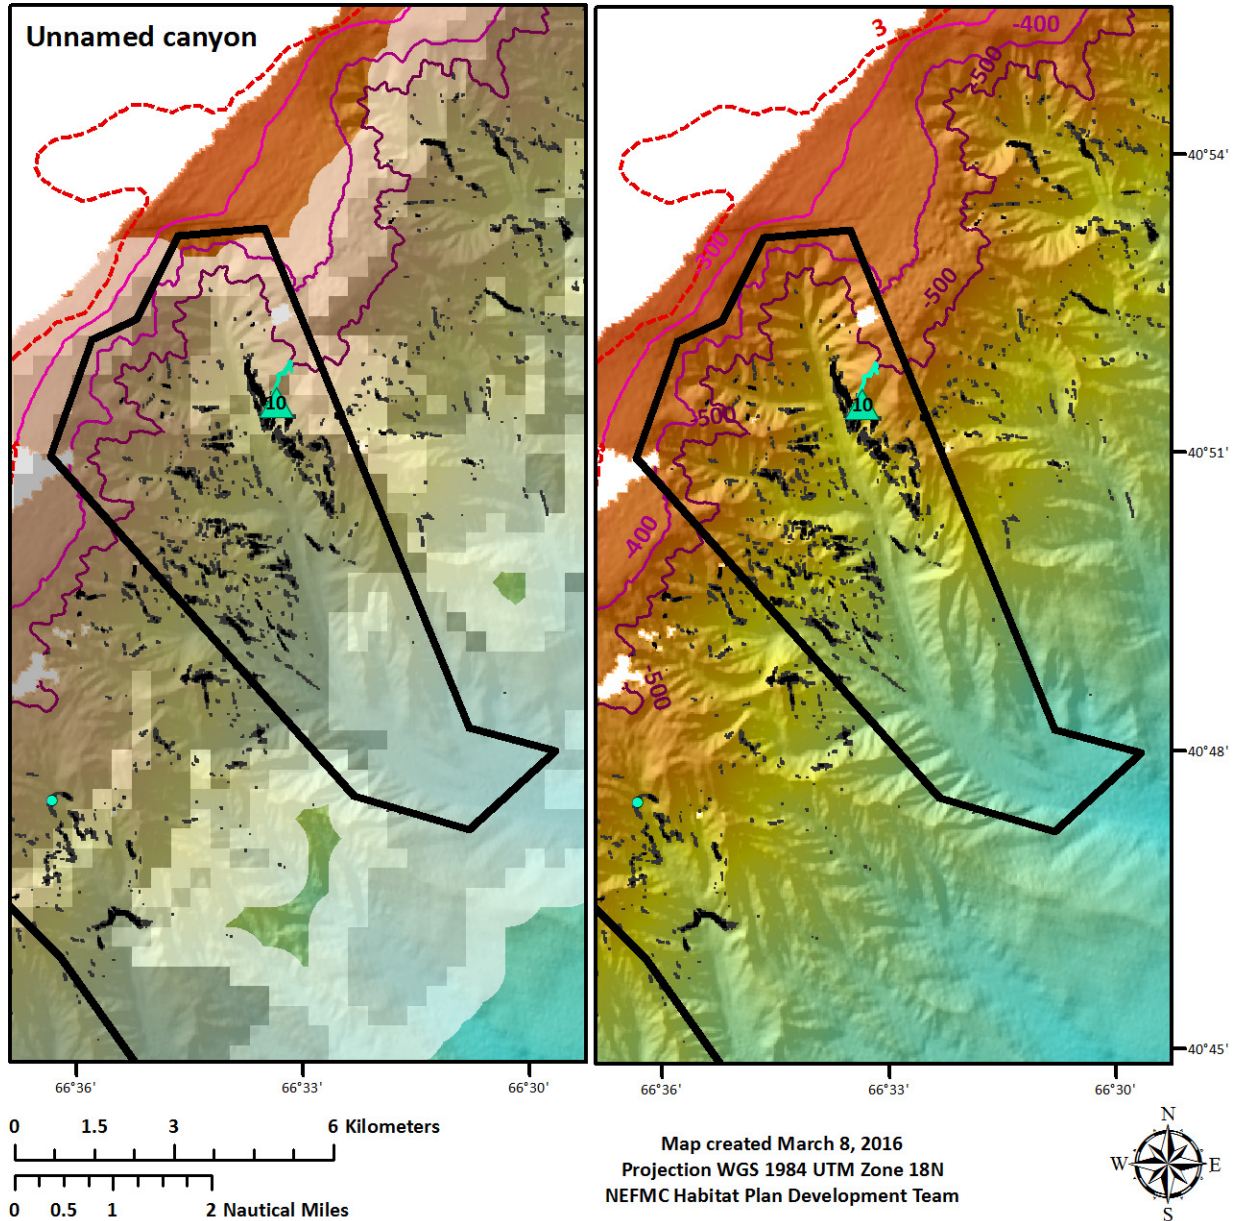 Unnamed canyon
10
3
-400
-500
-300
-500
10
-500
-400
-500
40°54'
40°51'
40°48'
40°45'
66°36'
66°33'
66°30'
66°36'
66°33'
66°30'
0 1.5 3 6 Kilometers
0 0.5 1 2 Nautical Miles
Map created March 8, 2016
Projection WGS 1984 UTM Zone 18N
NEFMC Habitat Plan Development Team
N
W E
S